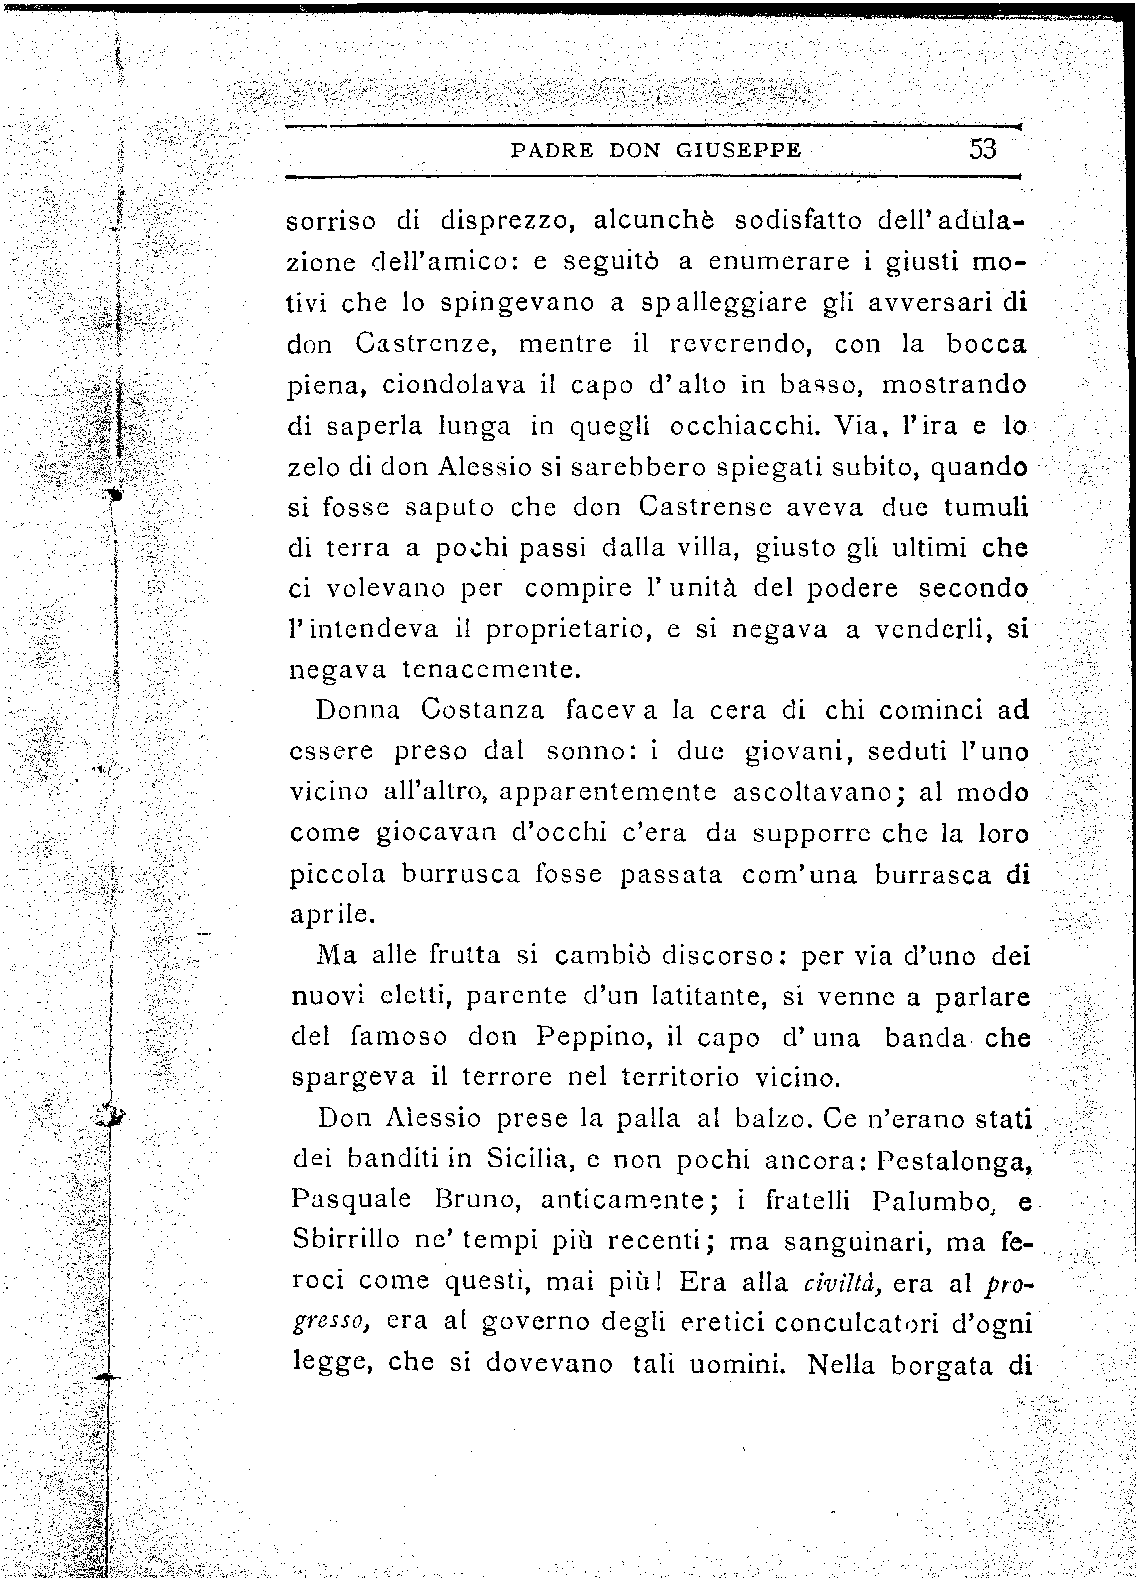 PADRE DON GIUSEPPE 53
sorriso di disprezzo, alcunchè sodisfatto dell'adula-
zione dell'amico: e seguitò a enumerare i giusti mo-
tivi che lo spingevano a spalleggiare gli avversari di
don Castrenze, mentre il reverendo, con la bocca
piena, ciondolava il capo d'alto in basso, mostrando
di saperla lunga in quegli occhiacchi. Via, l'ira e lo
zelo di don Alessio si sarebbero spiegati subito, quando
si fosse saputo che don Castrense aveva due tumuli
di terra a pochi passi dalla villa, giusto gli ultimi che
ci volevano per compire l'unità del podere secondo
l'intendeva il proprietario, e si negava a venderli, si
negava tenacemente.
Donna Costanza faceva la cera di chi cominci ad
essere preso dal sonno: i due giovani, seduti l'uno
vicino all'altro, apparentemente ascoltavano; al modo
come giocavan d'occhi c'era da supporre che la loro
piccola burrusca fosse passata com'una burrasca di
aprile.
Ma alle frutta si cambiò discorso: per via d'uno dei
nuovi eletti, parente d'un latitante, si venne a parlare
del famoso don Peppino, il capo d'una banda che
spargeva il terrore nel territorio vicino.
Don Alessio prese la palla al balzo. Ce n'erano stati
dei banditi in Sicilia, e non pochi ancora: Pestalonga,
Pasquale Bruno, anticamente; i fratelli Palumbo, e
Sbirrillo ne' tempi più recenti; ma sanguinari, ma fe-
roci come questi, mai più! Era alla civiltà, era al pro-
gresso, era al governo degli eretici conculcatori d'ogni
legge, che si dovevano tali uomini. Nella borgata di